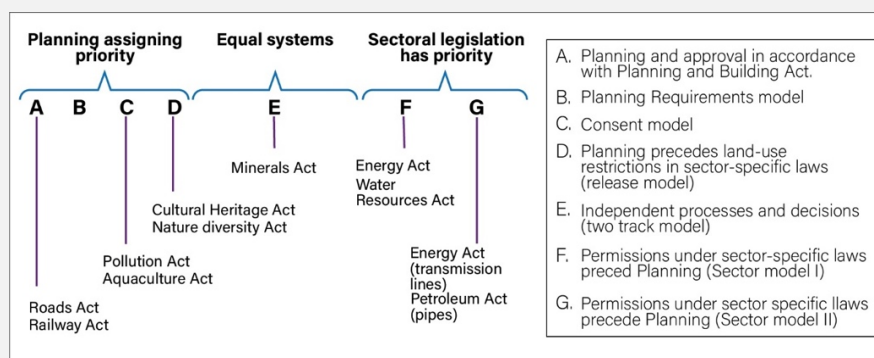 Planning assigning
priority
Equal systems
Sectoral legislation
has priority
A B C D E F G
Minerals Act
Energy Act
Water
Resources Act
Cultural Heritage Act
Nature diversity Act
Energy Act
(transmission
lines)
Petroleum Act
(pipes)
Pollution Act
Aquaculture Act
Roads Act
Railway Act
A. Planning and approval in accordance
with Planning and Building Act.
B. Planning Requirements model
C. Consent model
D. Planning precedes land-use
restrictions in sector-specific laws
(release model)
E. Independent processes and decisions
(two track model)
F. Permissions under sector-specific laws
preced Planning (Sector model I)
G. Permissions under sector specific llaws
precede Planning (Sector model II)